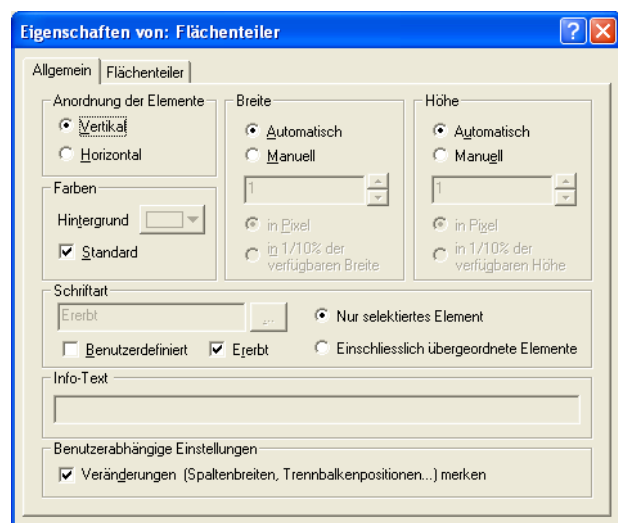 Eigenschaften von: Flächenteiler
Allgemein
Flächenteiler
Anordnung der Elemente
Vertikal
Horizontal
Farben
Hintergrund
Standard
Breite
Automatisch
Manuell
1
in Pixel
in 1/10% der
verfügbaren Breite
Höhe
Automatisch
Manuell
1
in Pixel
in 1/10% der
verfügbaren Höhe
Schriftart
Ererbt
...
Benutzerdefiniert
Ererbt
Nur selektiertes Element
Einschliesslich übergeordnete Elemente
Info-Text
Benutzerabhängige Einstellungen
Veränderungen (Spaltenbreiten, Trennbalkenpositionen...) merken